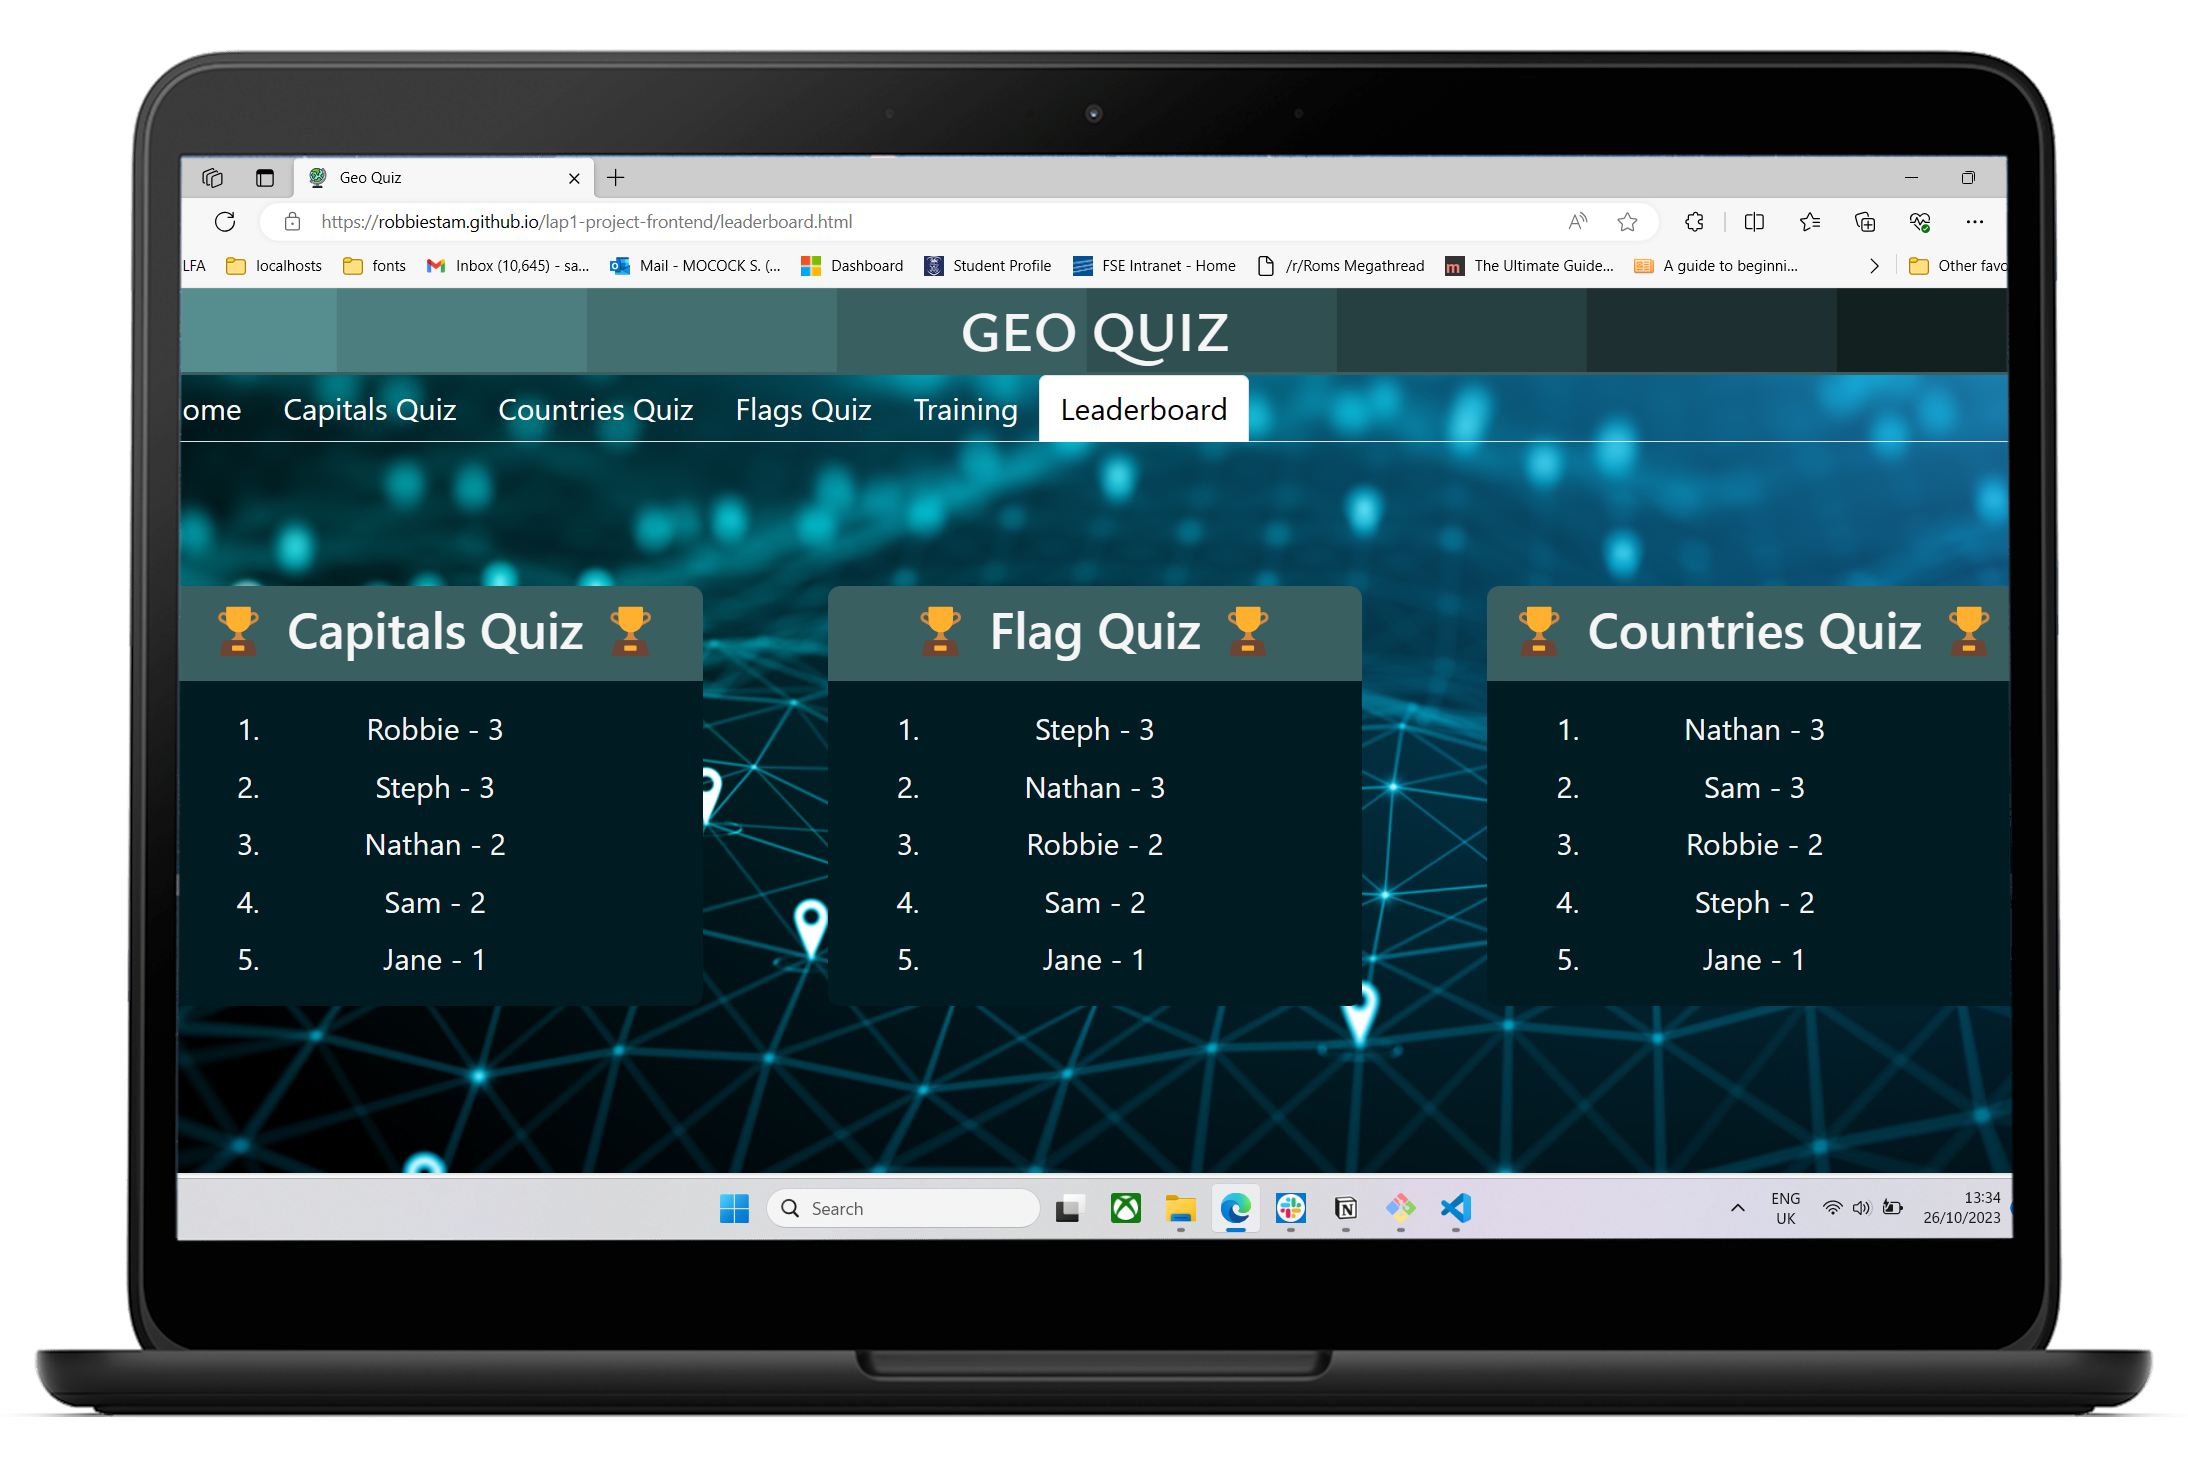 Geo Quiz
https://robbiestam.github.io/lap1-project-frontend/leaderboard.html
LFA localhosts fonts Inbox (10,645) - sa... Mail - MOCOCK S. (... Dashboard Student Profile FSE Intranet - Home /r/Roms Megathread The Ultimate Guide... A guide to beginni... Other favo
GEO QUIZ
ome Capitals Quiz Countries Quiz Flags Quiz Training Leaderboard
Capitals Quiz
1. Robbie - 3
2. Steph - 3
3. Nathan - 2
4. Sam - 2
5. Jane - 1
Flag Quiz
1. Steph - 3
2. Nathan - 3
3. Robbie - 2
4. Sam - 2
5. Jane - 1
Countries Quiz
1. Nathan - 3
2. Sam - 3
3. Robbie - 2
4. Steph - 2
5. Jane - 1
Search
ENG
UK
13:34
26/10/2023